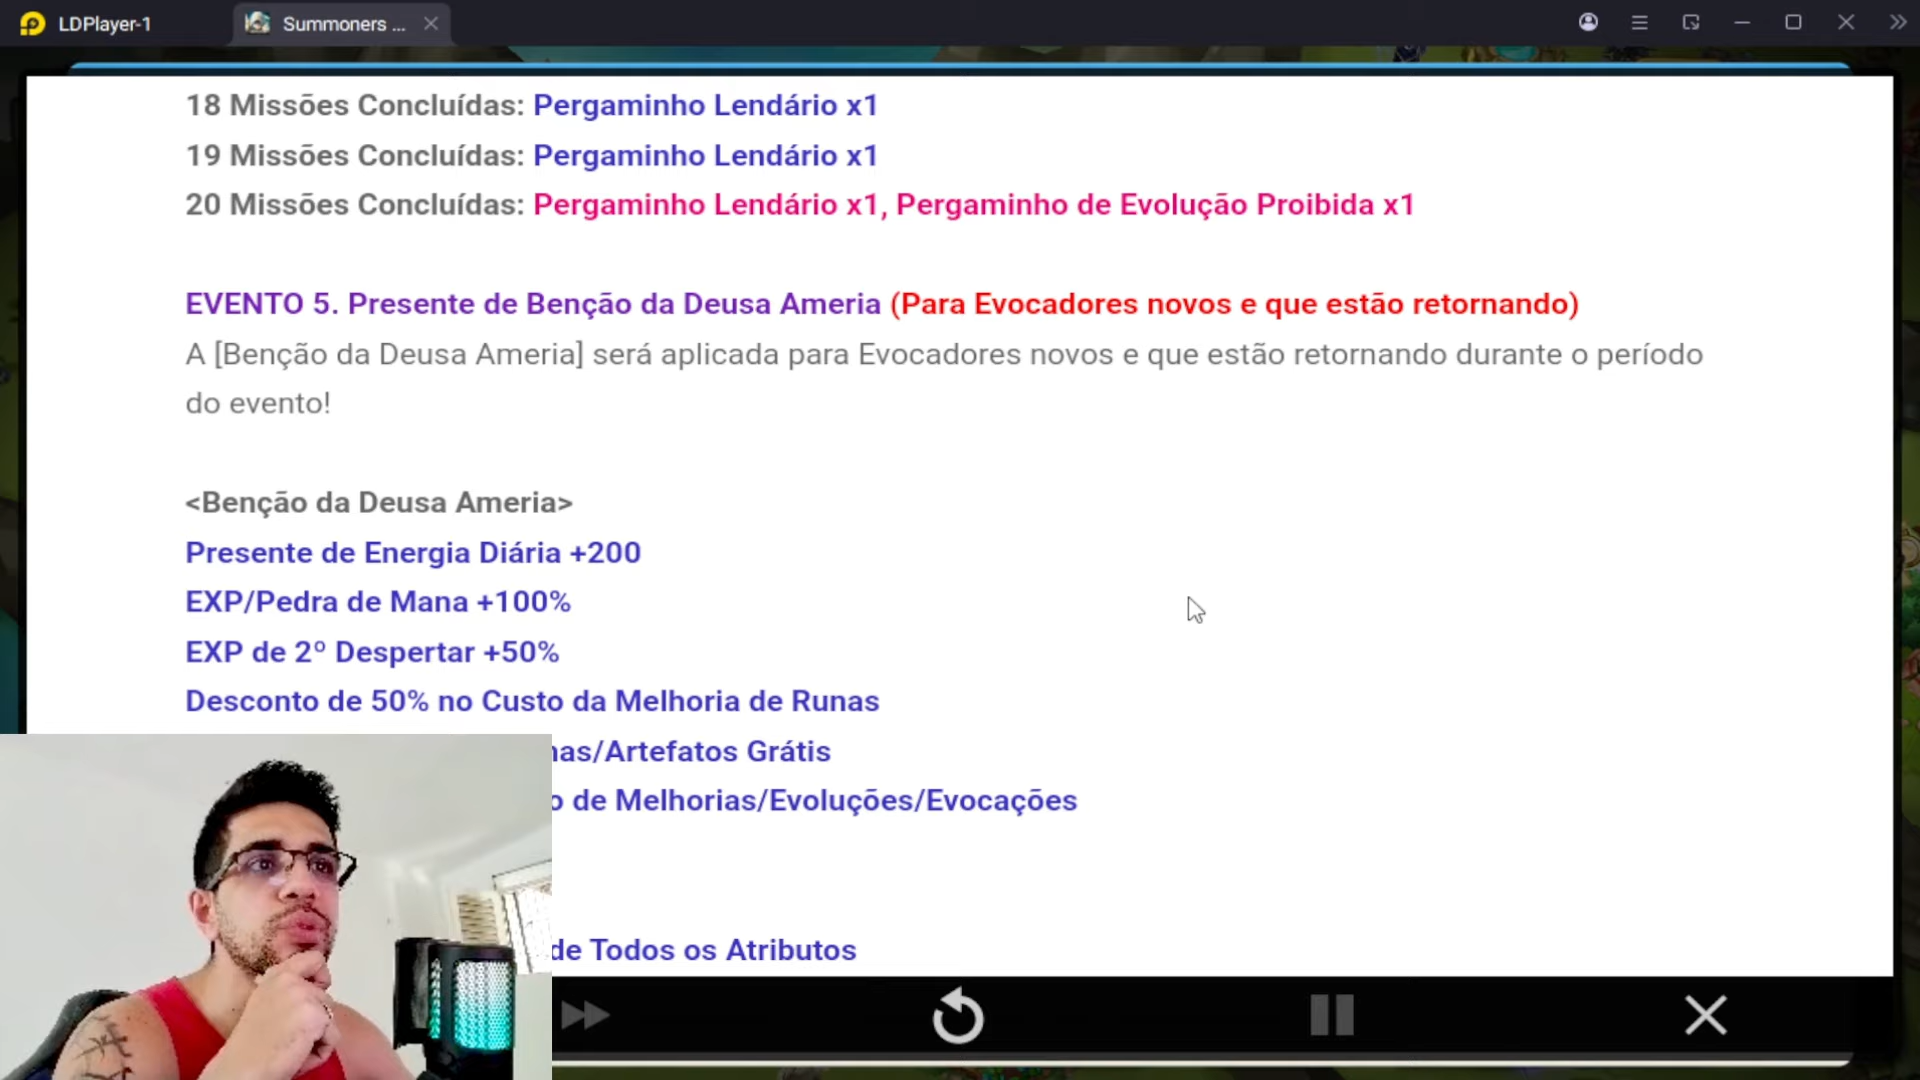 LDPlayer-1
Summoners ...
18 Missões Concluídas: Pergaminho Lendário x1
19 Missões Concluídas: Pergaminho Lendário x1
20 Missões Concluídas: Pergaminho Lendário x1, Pergaminho de Evolução Proibida x1
EVENTO 5. Presente de Benção da Deusa Ameria (Para Evocadores novos e que estão retornando)
A [Benção da Deusa Ameria] será aplicada para Evocadores novos e que estão retornando durante o período
do evento!
<Benção da Deusa Ameria>
Presente de Energia Diária +200
EXP/Pedra de Mana +100%
EXP de 2º Despertar +50%
Desconto de 50% no Custo da Melhoria de Runas
/Artefatos Grátis
de Melhorias/Evoluções/Evocações
de Todos os Atributos